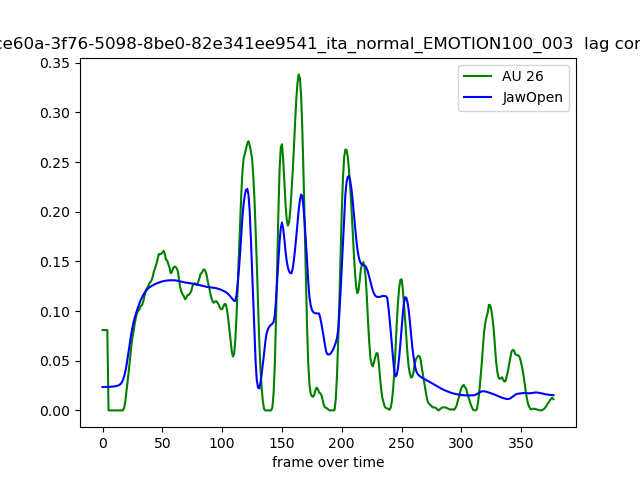 ce60a-3f76-5098-8be0-82e341ee9541_ita_normal_EMOTION100_003 lag cor
AU 26
JawOpen
0.35
0.30
0.25
0.20
0.15
0.10
0.05
0.00
0 50 100 150 200 250 300 350
frame over time